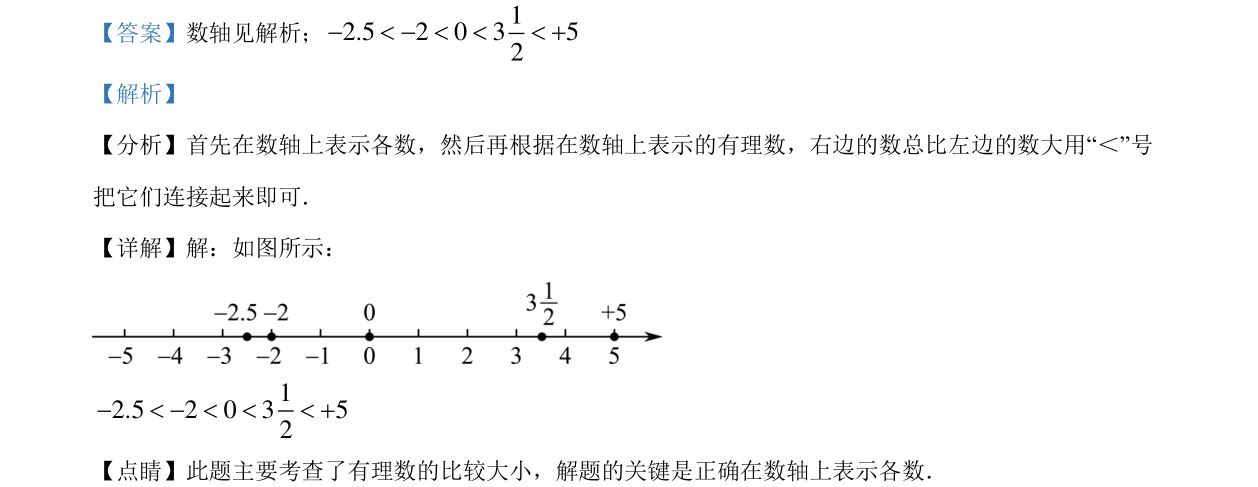 【答案】数轴见解析；−2.5＜−2＜0＜3 1/2＜+5
【解析】
【分析】首先在数轴上表示各数，然后再根据在数轴上表示的有理数，右边的数总比左边的数大用“＜”号
把它们连接起来即可．
【详解】解：如图所示：
−2.5 −2 0 3 1/2 +5
−5 −4 −3 −2 −1 0 1 2 3 4 5
−2.5＜−2＜0＜3 1/2＜+5
【点睛】此题主要考查了有理数的比较大小，解题的关键是正确在数轴上表示各数．